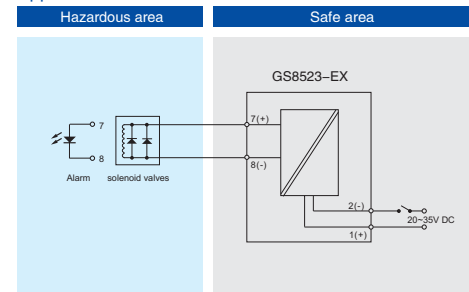 Hazardous area
Safe area
GS8523-EX
7
7(+)
8
8(-)
Alarm
solenoid valves
2(-)
20~35V DC
1(+)